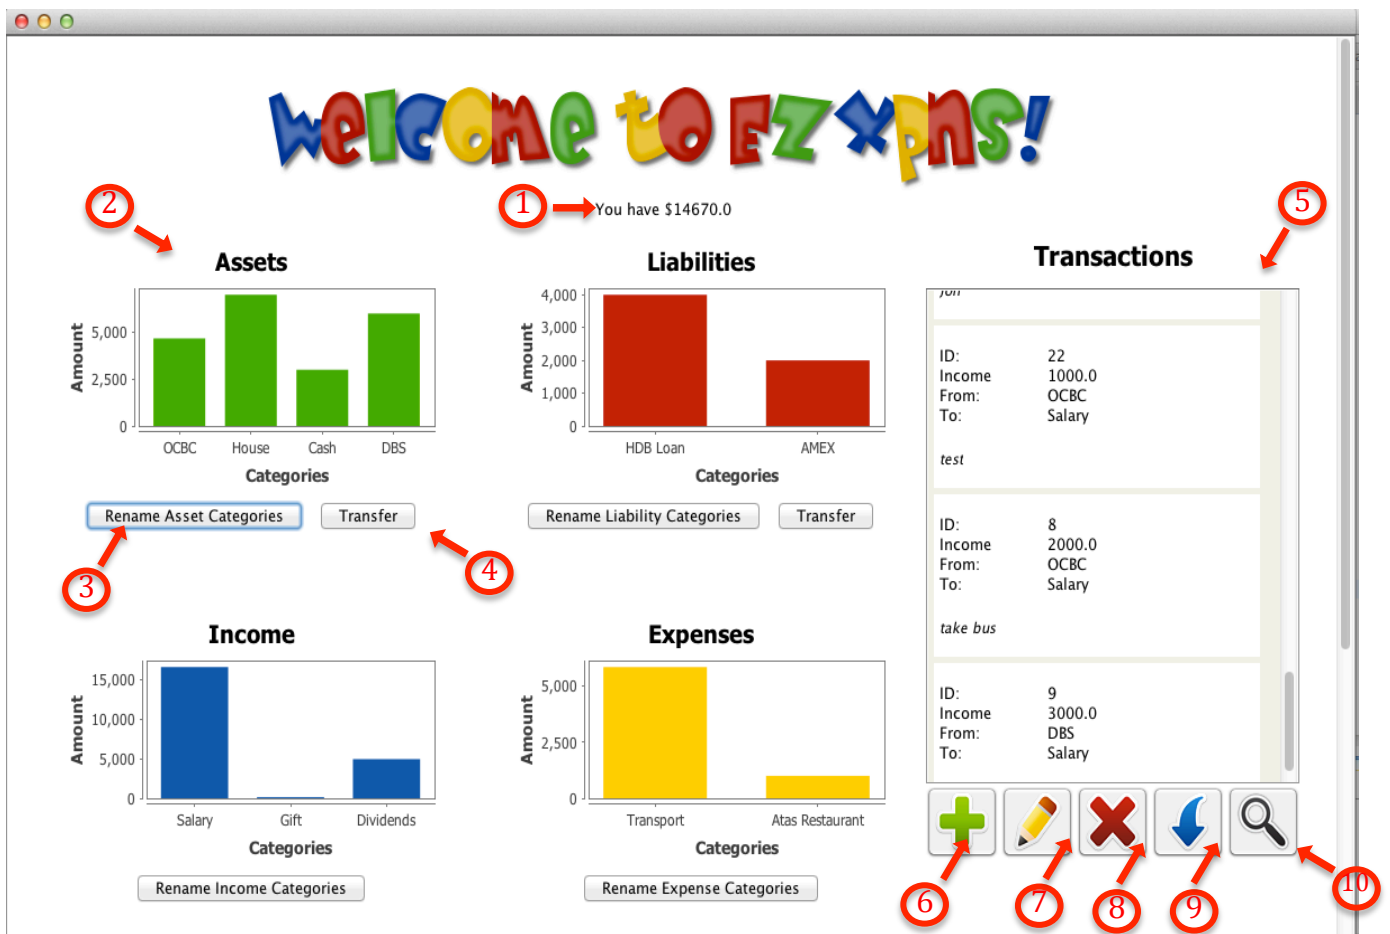 welcome to EZ xpns!
1
You have $14670.0
2
Assets
Amount
5,000
2,500
0
OCBC House Cash DBS
Categories
Rename Asset Categories Transfer
3
4
Liabilities
Amount
4,000
3,000
2,000
1,000
0
HDB Loan AMEX
Categories
Rename Liability Categories Transfer
Income
Amount
15,000
10,000
5,000
0
Salary Gift Dividends
Categories
Rename Income Categories
Expenses
Amount
5,000
2,500
0
Transport Atas Restaurant
Categories
Rename Expense Categories
5
Transactions
ID: 22
Income 1000.0
From: OCBC
To: Salary
test
ID: 8
Income 2000.0
From: OCBC
To: Salary
take bus
ID: 9
Income 3000.0
From: DBS
To: Salary
6
7
8
9
10